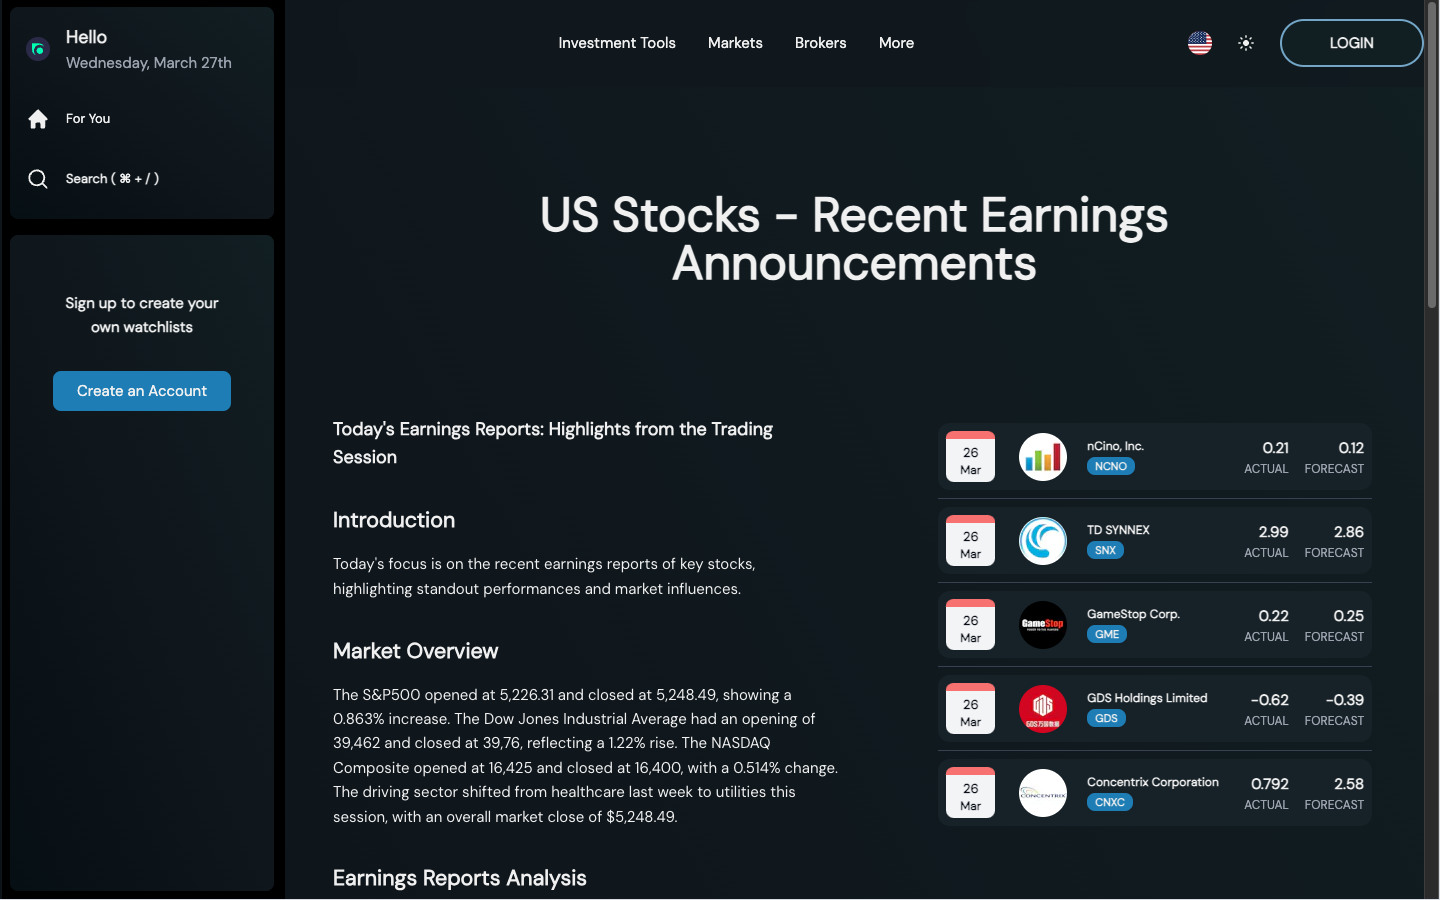 Hello
Wednesday, March 27th
For You
Search ( ⌘ + / )
Sign up to create your
own watchlists
Create an Account
Investment Tools
Markets
Brokers
More
LOGIN
US Stocks – Recent Earnings
Announcements
Today's Earnings Reports: Highlights from the Trading
Session
Introduction
Today's focus is on the recent earnings reports of key stocks,
highlighting standout performances and market influences.
Market Overview
The S&P500 opened at 5,226.31 and closed at 5,248.49, showing a
0.863% increase. The Dow Jones Industrial Average had an opening of
39,462 and closed at 39,76, reflecting a 1.22% rise. The NASDAQ
Composite opened at 16,425 and closed at 16,400, with a 0.514% change.
The driving sector shifted from healthcare last week to utilities this
session, with an overall market close of $5,248.49.
Earnings Reports Analysis
26
Mar
nCino, Inc.
NCNO
0.21
ACTUAL
0.12
FORECAST
26
Mar
TD SYNNEX
SNX
2.99
ACTUAL
2.86
FORECAST
26
Mar
GameStop
GameStop Corp.
GME
0.22
ACTUAL
0.25
FORECAST
26
Mar
GDS万国数据
GDS Holdings Limited
GDS
-0.62
ACTUAL
-0.39
FORECAST
26
Mar
CONCENTRIX
Concentrix Corporation
CNXC
0.792
ACTUAL
2.58
FORECAST